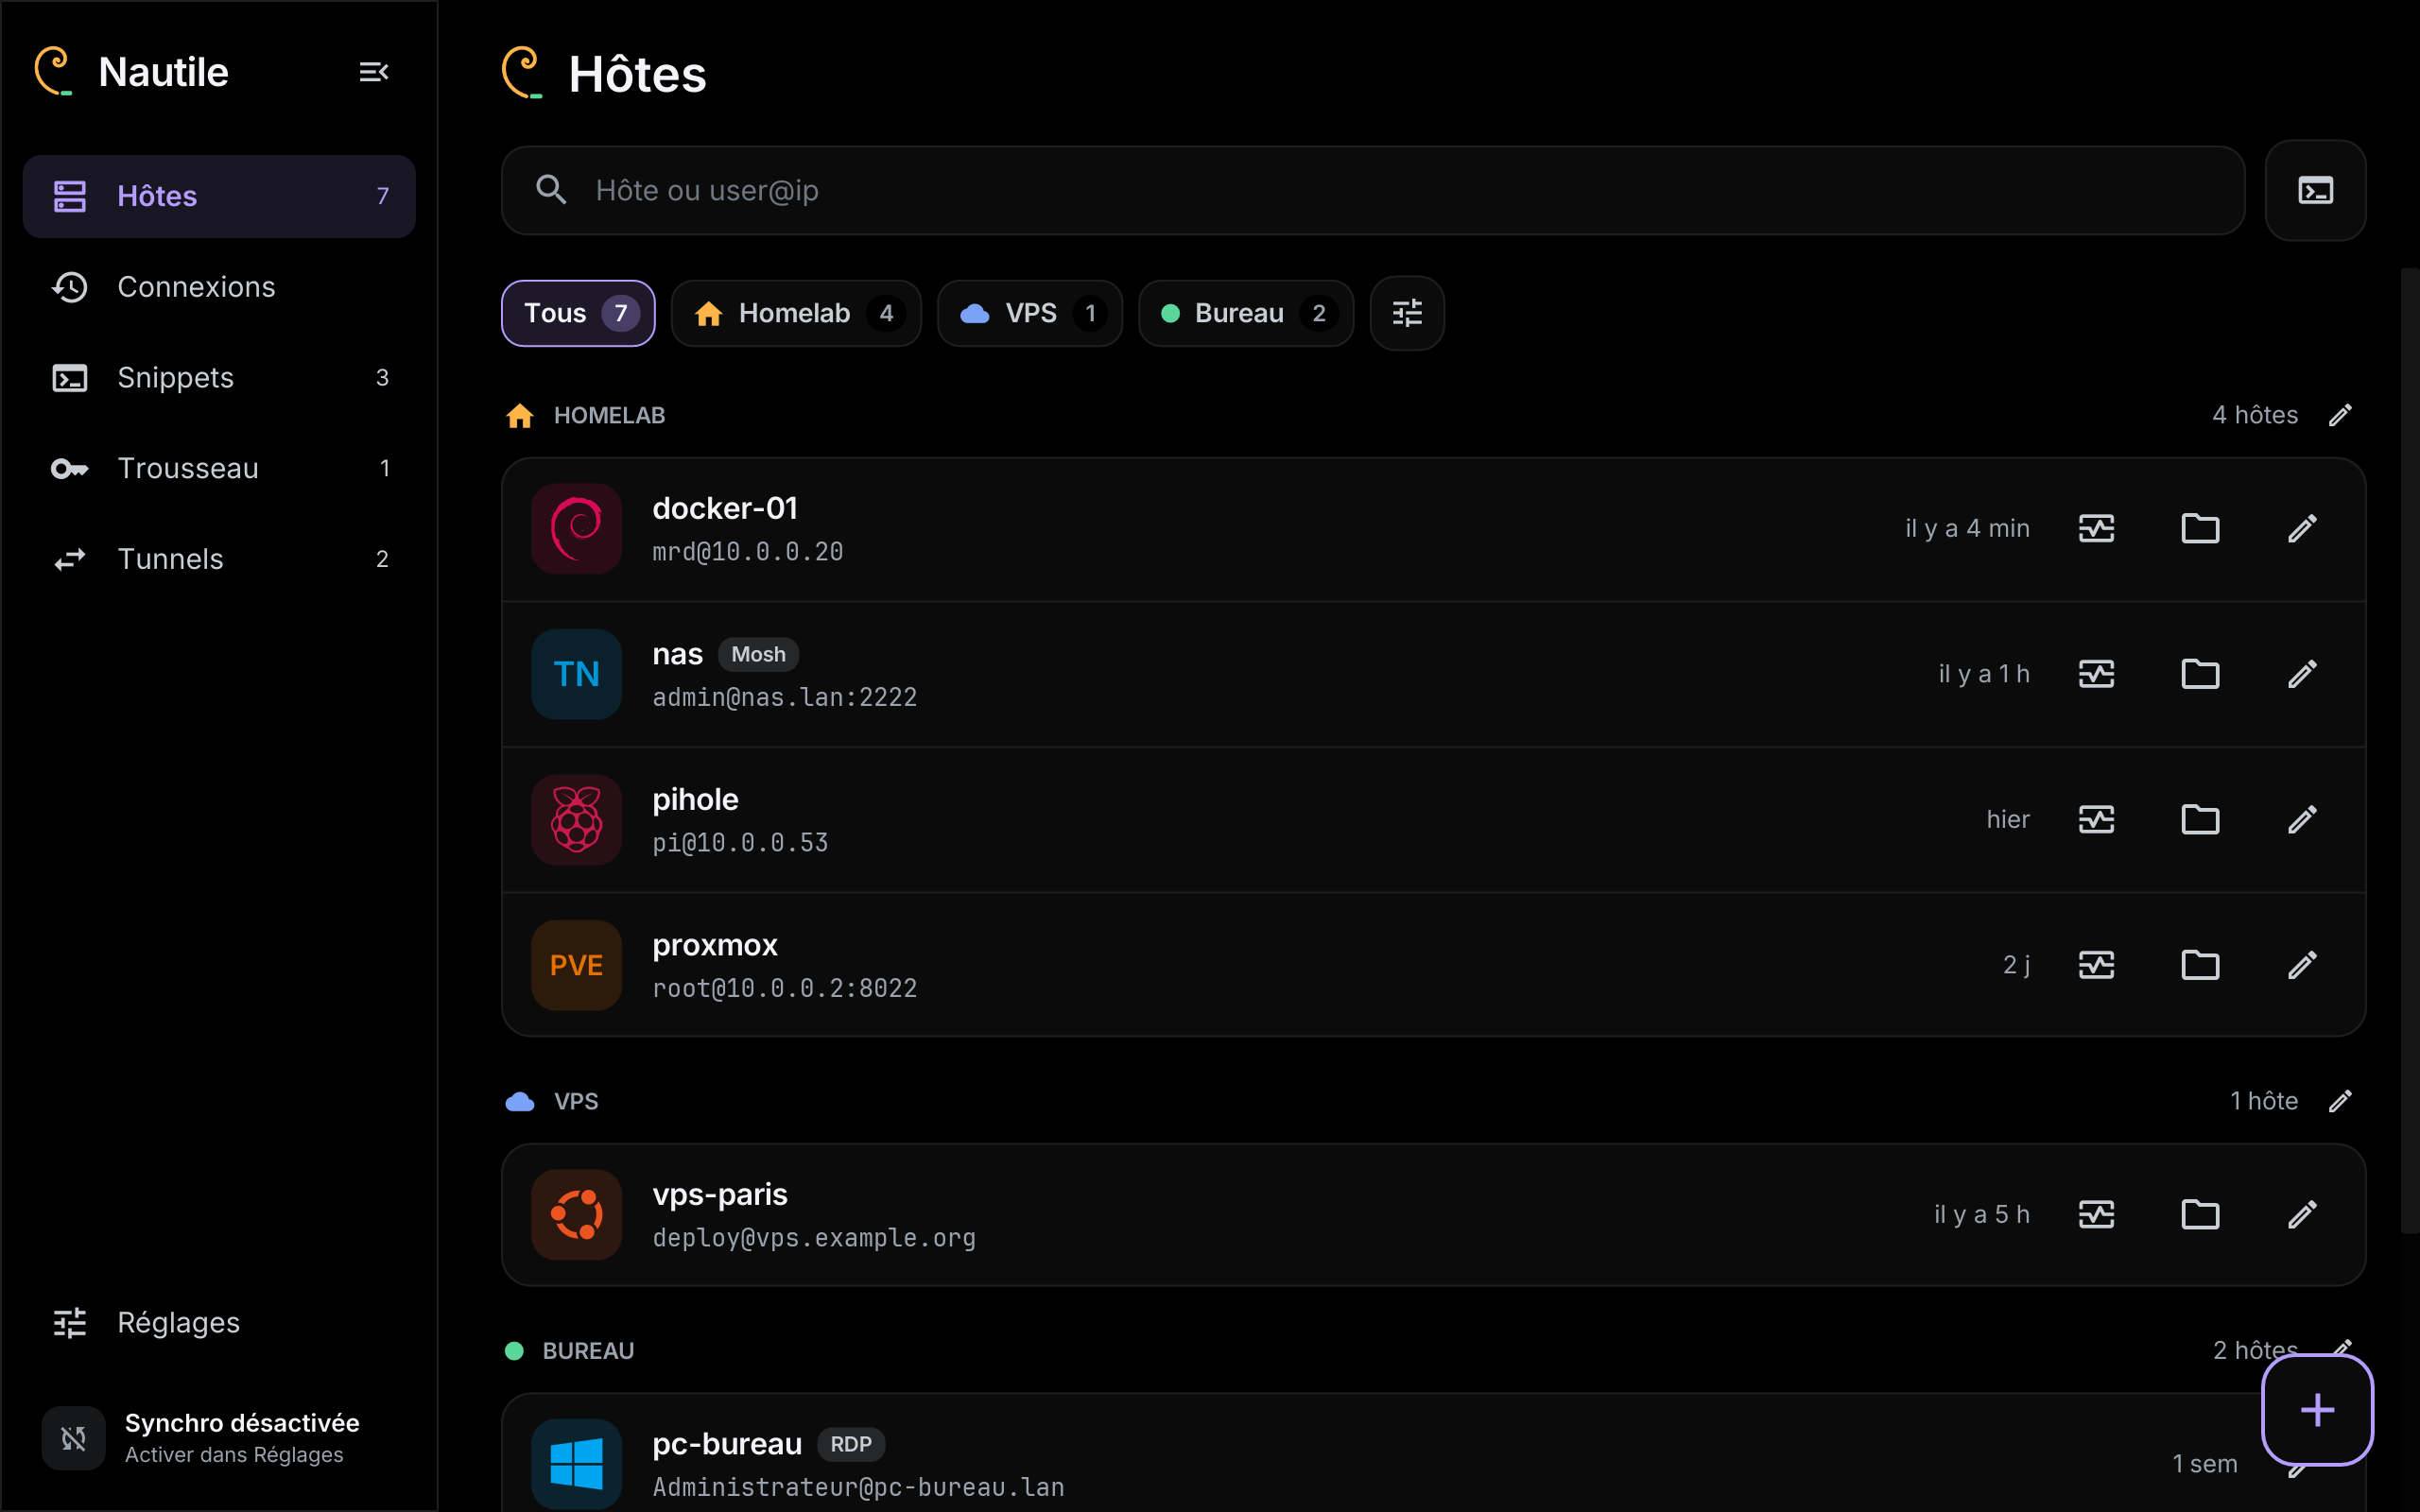 Nautile
Hôtes 7
Connexions
Snippets 3
Trousseau 1
Tunnels 2
Réglages
Synchro désactivée
Activer dans Réglages
Hôtes
Hôte ou user@ip
Tous 7 Homelab 4 VPS 1 Bureau 2
HOMELAB 4 hôtes
docker-01
mrd@10.0.0.20
il y a 4 min
TN
nas Mosh
admin@nas.lan:2222
il y a 1 h
pihole
pi@10.0.0.53
hier
PVE
proxmox
root@10.0.0.2:8022
2 j
VPS 1 hôte
vps-paris
deploy@vps.example.org
il y a 5 h
BUREAU 2 hôtes
pc-bureau RDP
Administrateur@pc-bureau.lan
1 sem